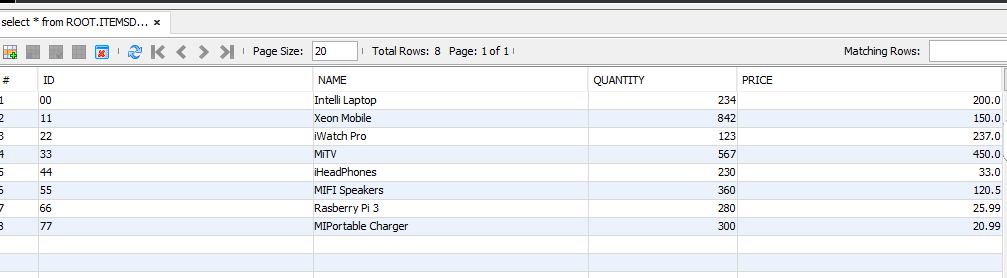 select * from ROOT.ITEMSD... ×
Page Size: 20 Total Rows: 8 Page: 1 of 1 Matching Rows:
# ID NAME QUANTITY PRICE
1 00 Intelli Laptop 234 200.0
2 11 Xeon Mobile 842 150.0
3 22 iWatch Pro 123 237.0
4 33 MiTV 567 450.0
5 44 iHeadPhones 230 33.0
6 55 MIFI Speakers 360 120.5
7 66 Rasberry Pi 3 280 25.99
8 77 MIPortable Charger 300 20.99